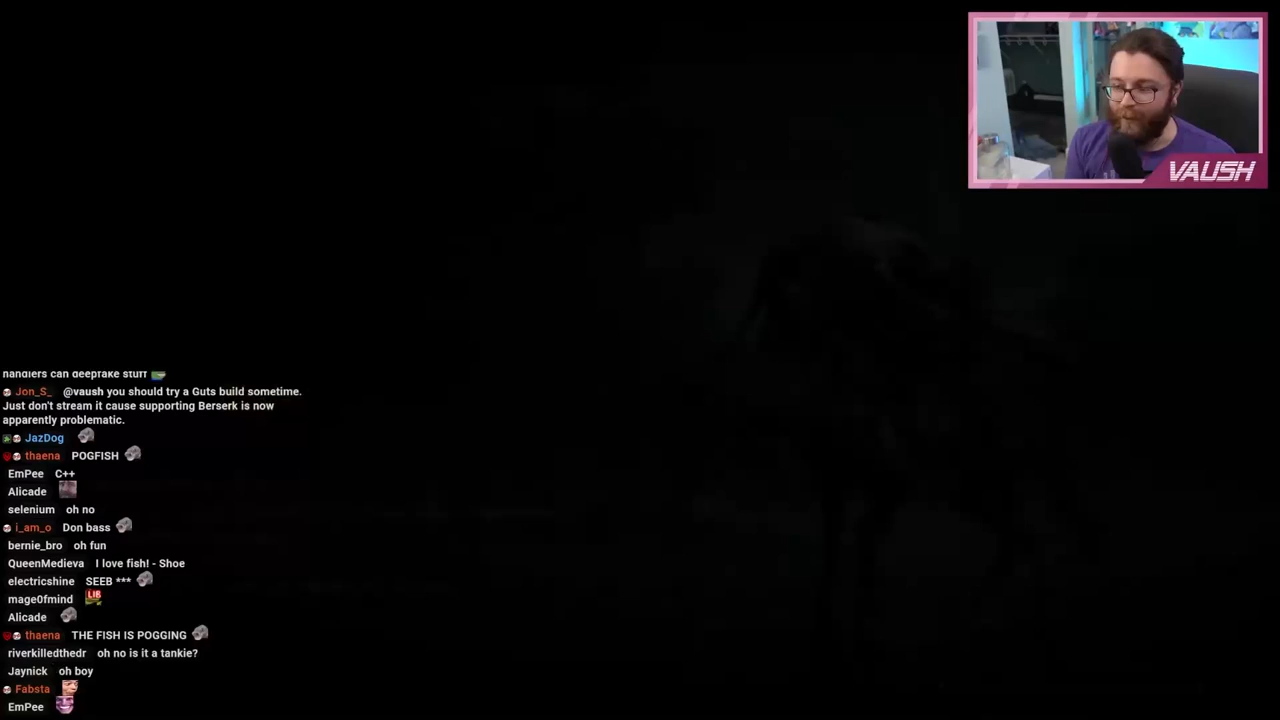 VAUSH
handlers can deepfake stuff
Jon_S_ @vaush you should try a Guts build sometime.
Just don't stream it cause supporting Berserk is now
apparently problematic.
JazDog
thaena POGFISH
EmPee C++
Alicade
selenium oh no
i_am_o Don bass
bernie_bro oh fun
QueenMedieva I love fish! - Shoe
electricshine SEEB ***
mage0fmind LIB
Alicade
thaena THE FISH IS POGGING
riverkilledthedr oh no is it a tankie?
Jaynick oh boy
Fabsta
EmPee